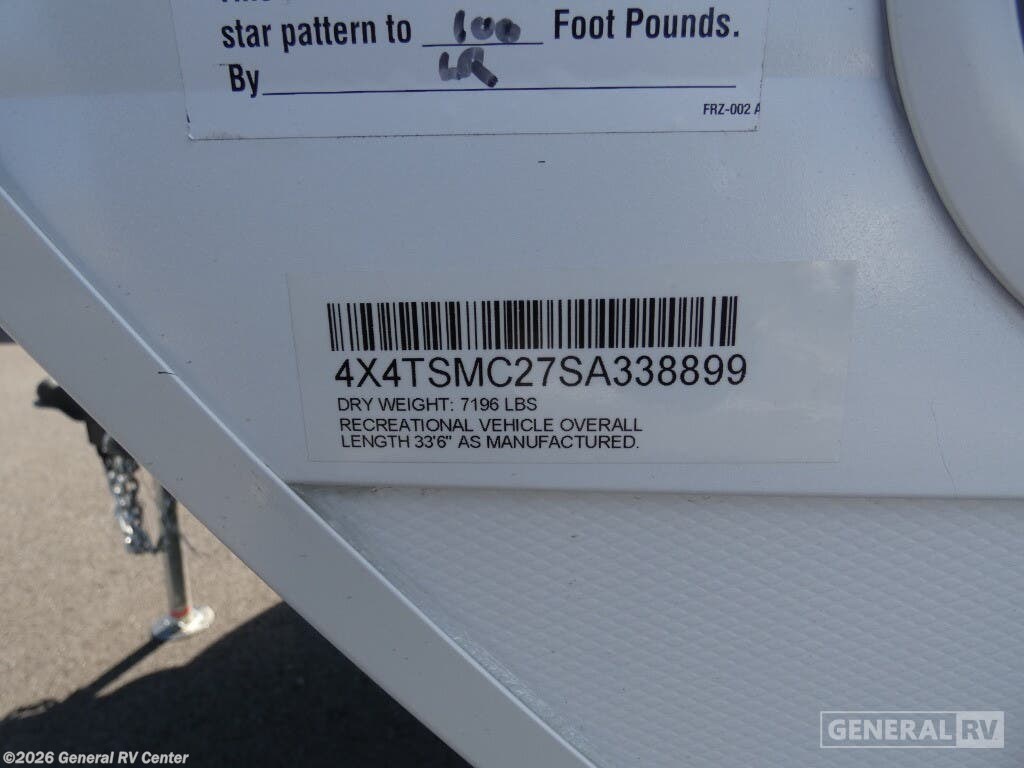 star pattern to 100 Foot Pounds.
By
FRZ-002 A
4X4TSMC27SA338899
DRY WEIGHT: 7196 LBS
RECREATIONAL VEHICLE OVERALL
LENGTH 33'6" AS MANUFACTURED.
GENERAL RV
©2026 General RV Center